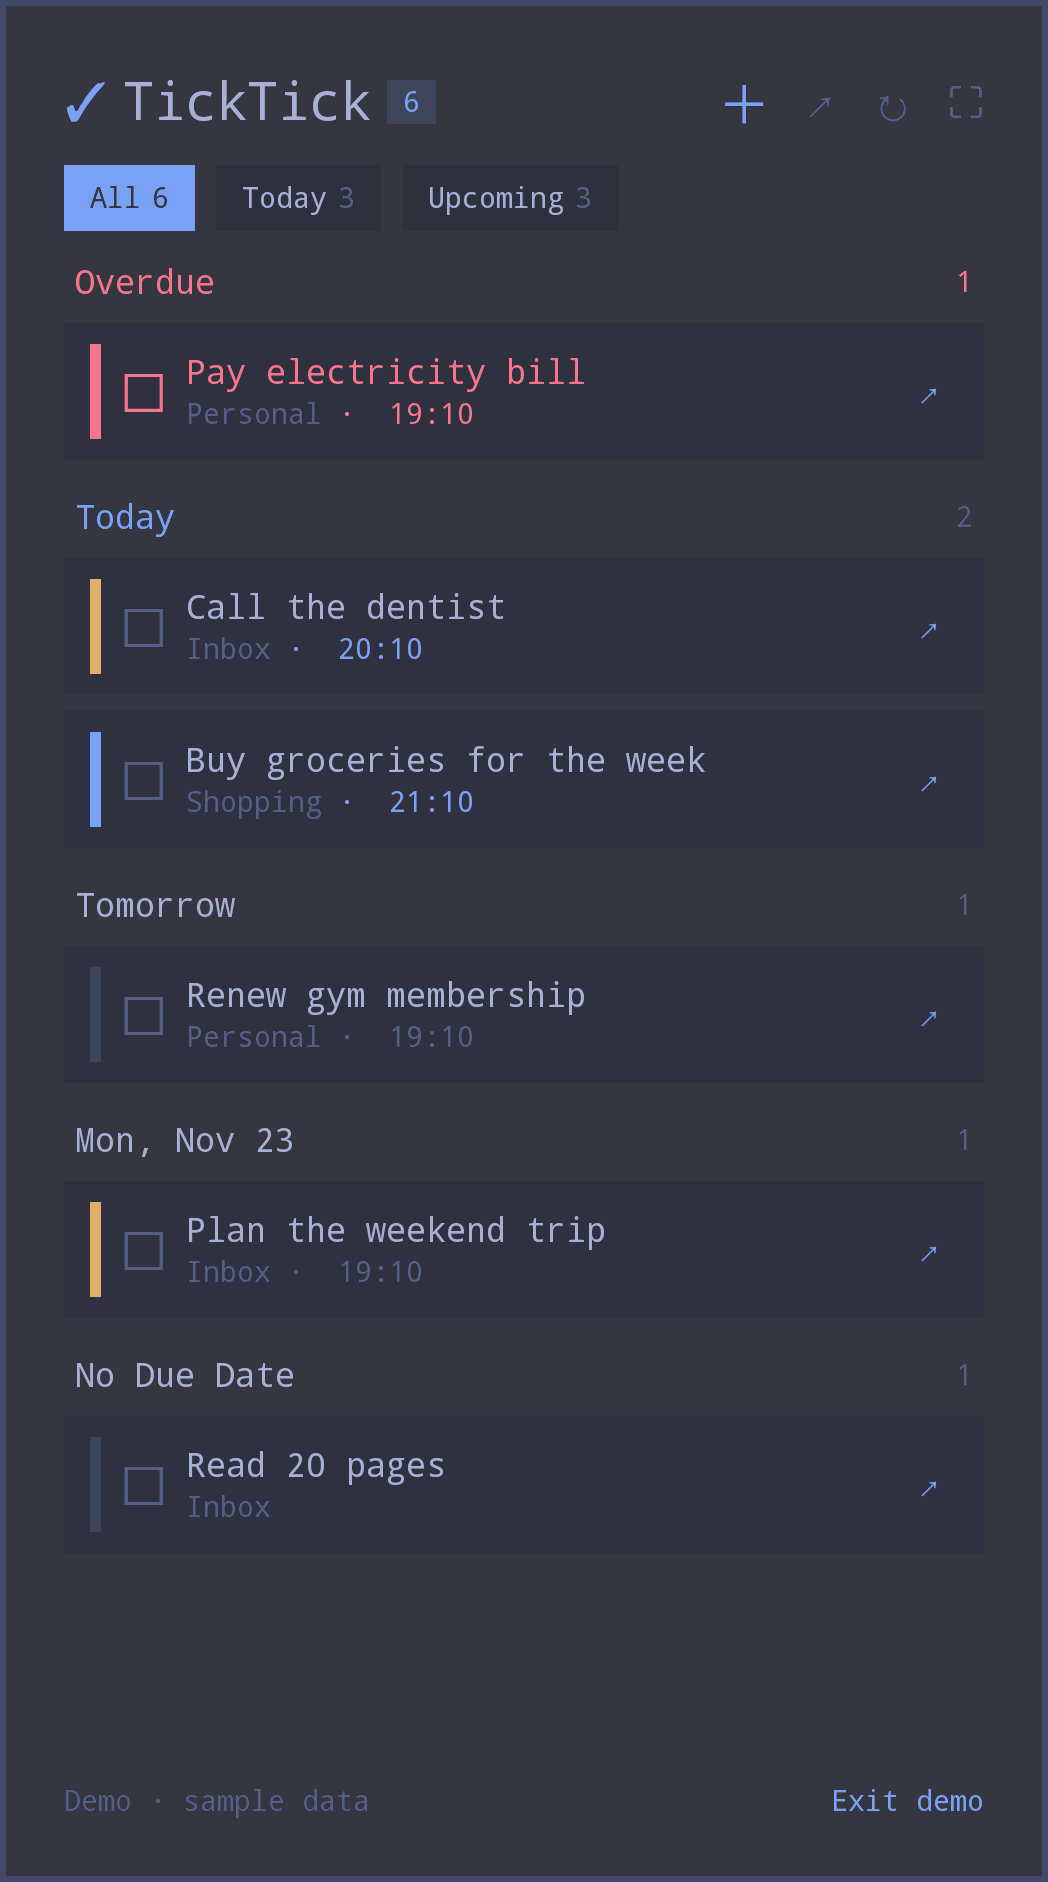 ✓ TickTick 6
All 6 Today 3 Upcoming 3
Overdue 1
Pay electricity bill
Personal · 19:10
Today 2
Call the dentist
Inbox · 20:10
Buy groceries for the week
Shopping · 21:10
Tomorrow 1
Renew gym membership
Personal · 19:10
Mon, Nov 23 1
Plan the weekend trip
Inbox · 19:10
No Due Date 1
Read 20 pages
Inbox
Demo · sample data Exit demo